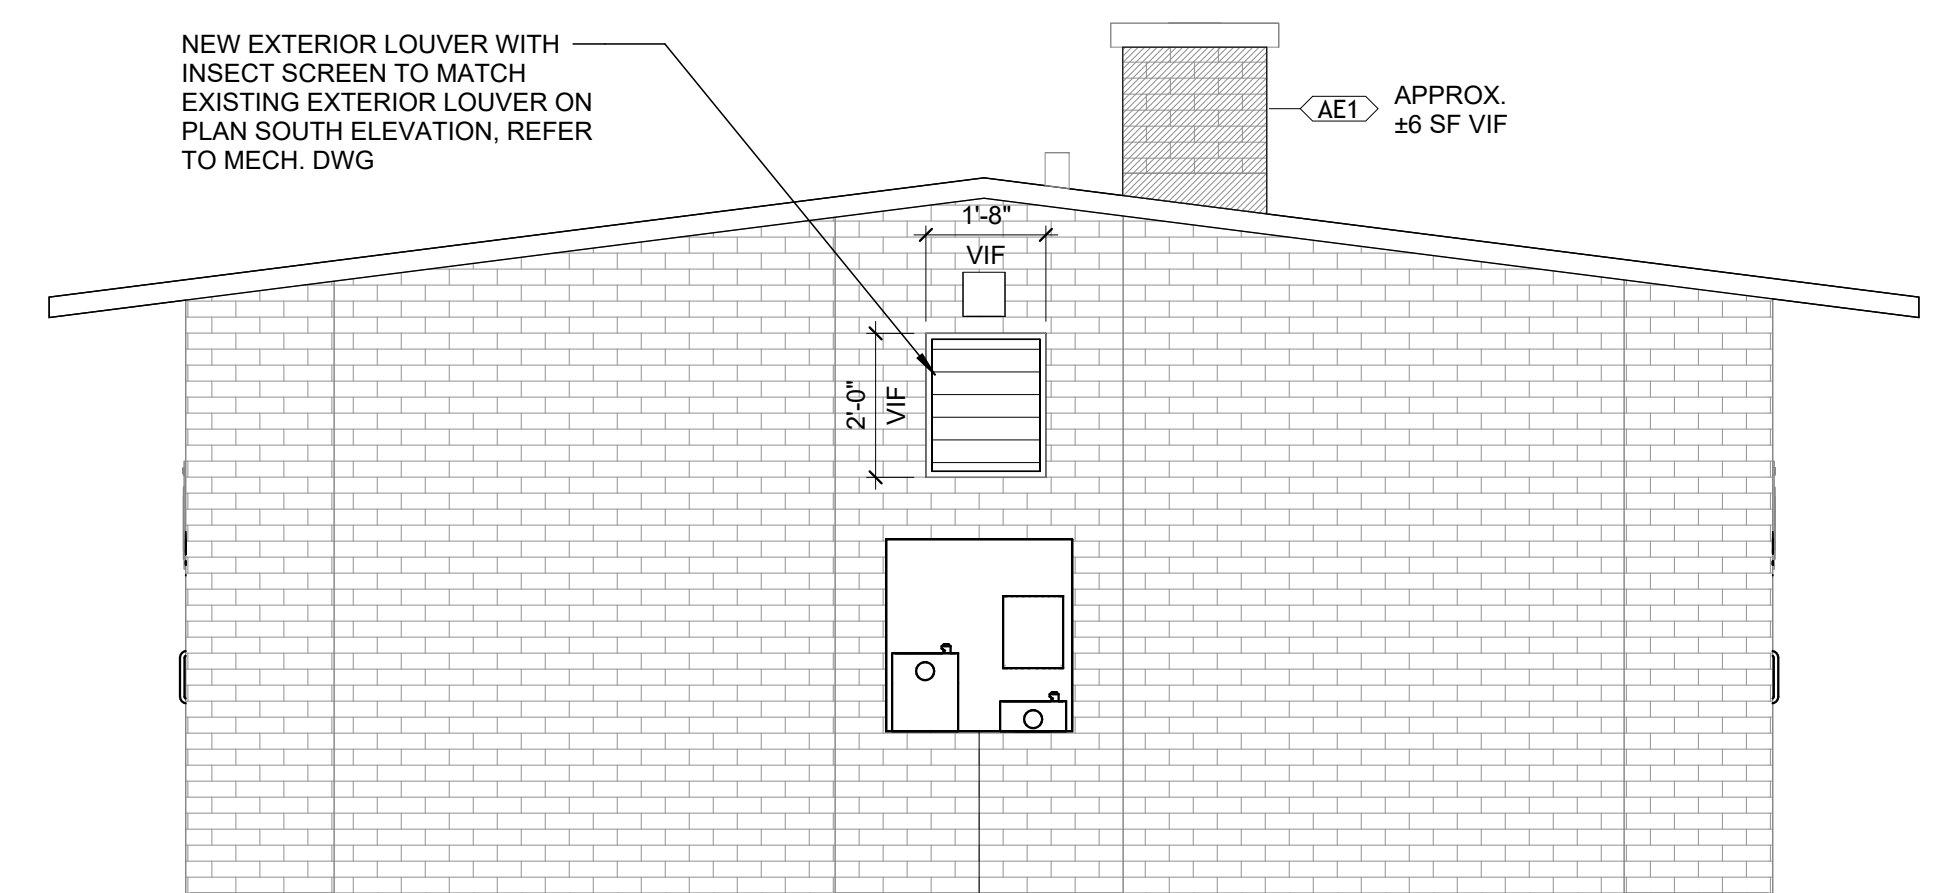 NEW EXTERIOR LOUVER WITH
INSECT SCREEN TO MATCH
EXISTING EXTERIOR LOUVER ON
PLAN SOUTH ELEVATION, REFER
TO MECH. DWG
AE1
APPROX.
±6 SF VIF
1'-8"
VIF
2'-0"
VIF